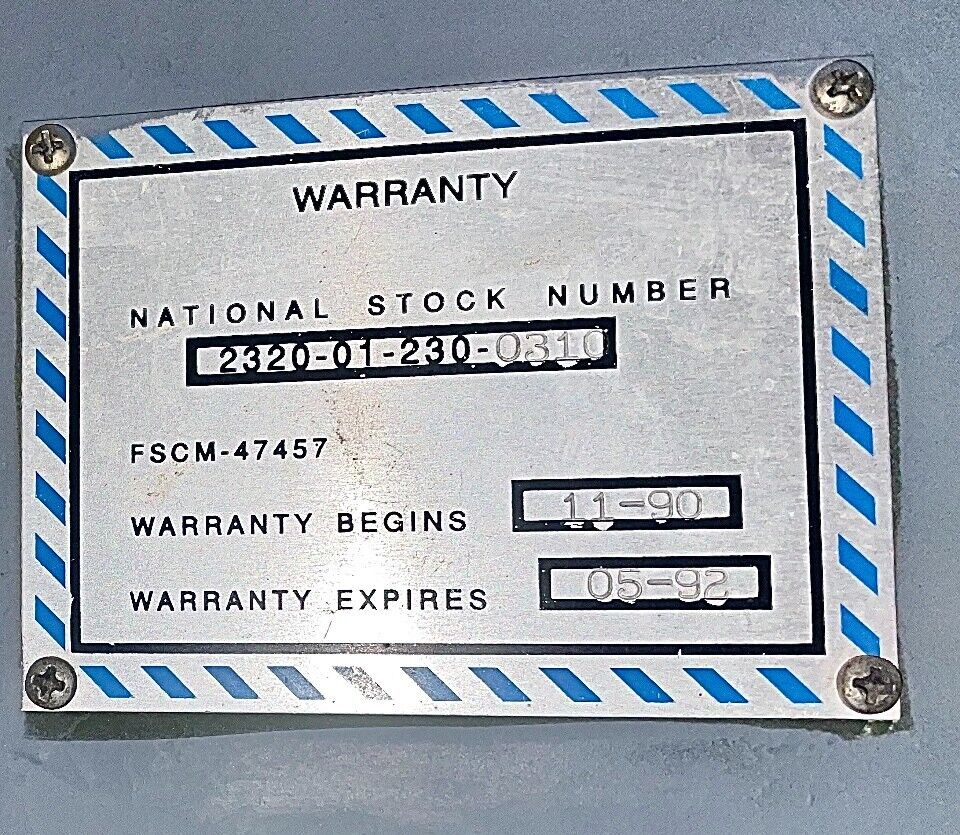 WARRANTY
NATIONAL STOCK NUMBER
2320-01-230-0310
FSCM-47457
WARRANTY BEGINS 11-90
WARRANTY EXPIRES 05-92